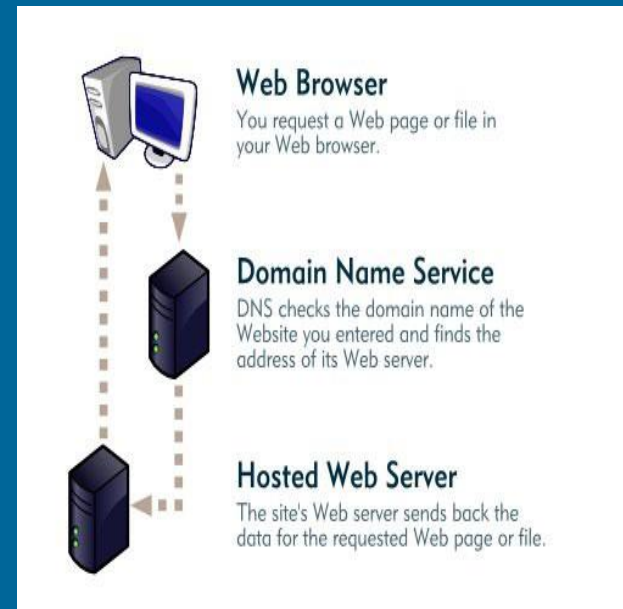 Web Browser
You request a Web page or file in
your Web browser.
Domain Name Service
DNS checks the domain name of the
Website you entered and finds the
address of its Web server.
Hosted Web Server
The site's Web server sends back the
data for the requested Web page or file.